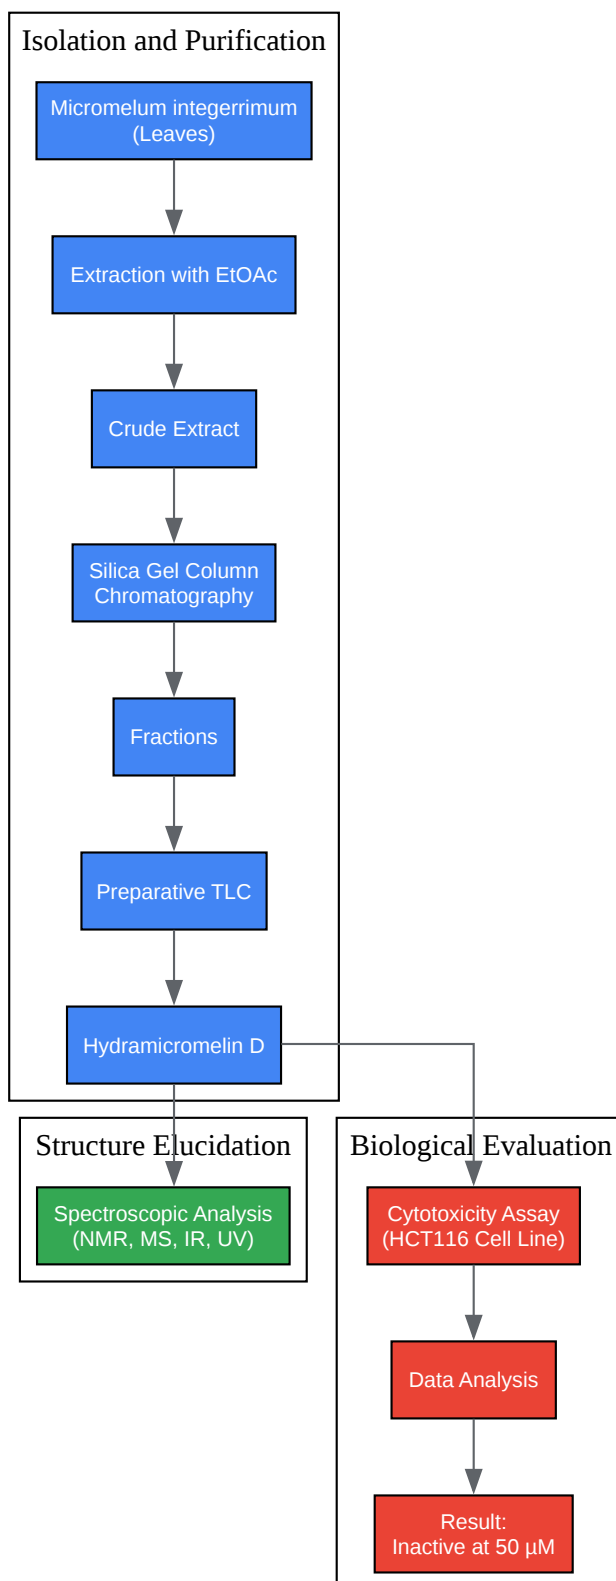 Isolation and Purification
Micromelum integerrimum
(Leaves)
Extraction with EtOAc
Crude Extract
Silica Gel Column
Chromatography
Fractions
Preparative TLC
Hydramicromelin D
Structure Elucidation
Spectroscopic Analysis
(NMR, MS, IR, UV)
Biological Evaluation
Cytotoxicity Assay
(HCT116 Cell Line)
Data Analysis
Result:
Inactive at 50 µM